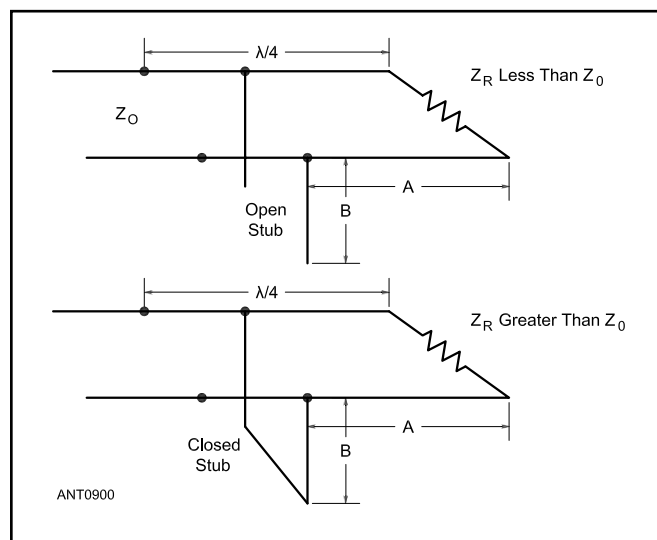 λ/4
Z_R Less Than Z_0
Z_O
A
B
Open
Stub
λ/4
Z_R Greater Than Z_0
A
B
Closed
Stub
ANT0900